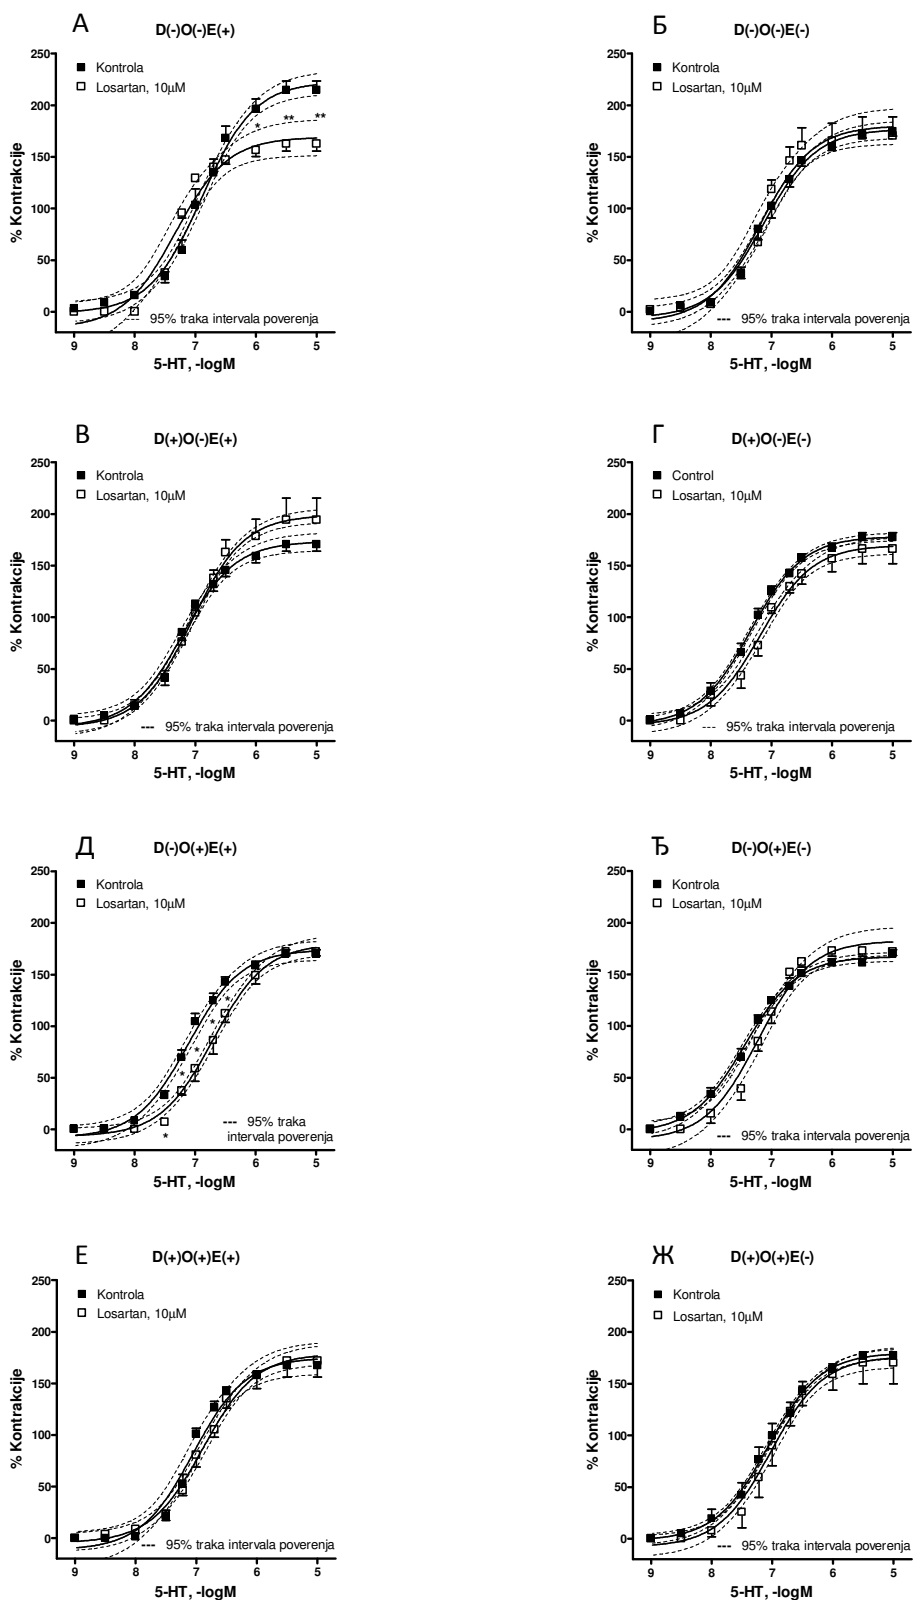 А
D(-)O(-)E(+)
250
200
150
100
50
0
% Kontrakcije
Kontrola
Losartan, 10µM
*
**
**
--- 95% traka intervala poverenja
9 8 7 6 5
5-HT, -logM
Б
D(-)O(-)E(-)
250
200
150
100
50
0
% Kontrakcije
Kontrola
Losartan, 10µM
--- 95% traka intervala poverenja
9 8 7 6 5
5-HT, -logM
В
D(+)O(-)E(+)
250
200
150
100
50
0
% Kontrakcije
Kontrola
Losartan, 10µM
--- 95% traka intervala poverenja
9 8 7 6 5
5-HT, -logM
Г
D(+)O(-)E(-)
250
200
150
100
50
0
% Kontrakcije
Control
Losartan, 10µM
--- 95% traka intervala poverenja
9 8 7 6 5
5-HT, -logM
Д
D(-)O(+)E(+)
250
200
150
100
50
0
% Kontrakcije
Kontrola
Losartan, 10µM
*
*
*
*
*
--- 95% traka
intervala poverenja
9 8 7 6 5
5-HT, -logM
Ђ
D(-)O(+)E(-)
250
200
150
100
50
0
% Kontrakcije
Kontrola
Losartan, 10µM
--- 95% traka intervala poverenja
9 8 7 6 5
5-HT, -logM
Е
D(+)O(+)E(+)
250
200
150
100
50
0
% Kontrakcije
Kontrola
Losartan, 10µM
--- 95% traka intervala poverenja
9 8 7 6 5
5-HT, -logM
Ж
D(+)O(+)E(-)
250
200
150
100
50
0
% Kontrakcije
Kontrola
Losartan, 10µM
--- 95% traka intervala poverenja
9 8 7 6 5
5-HT, -logM